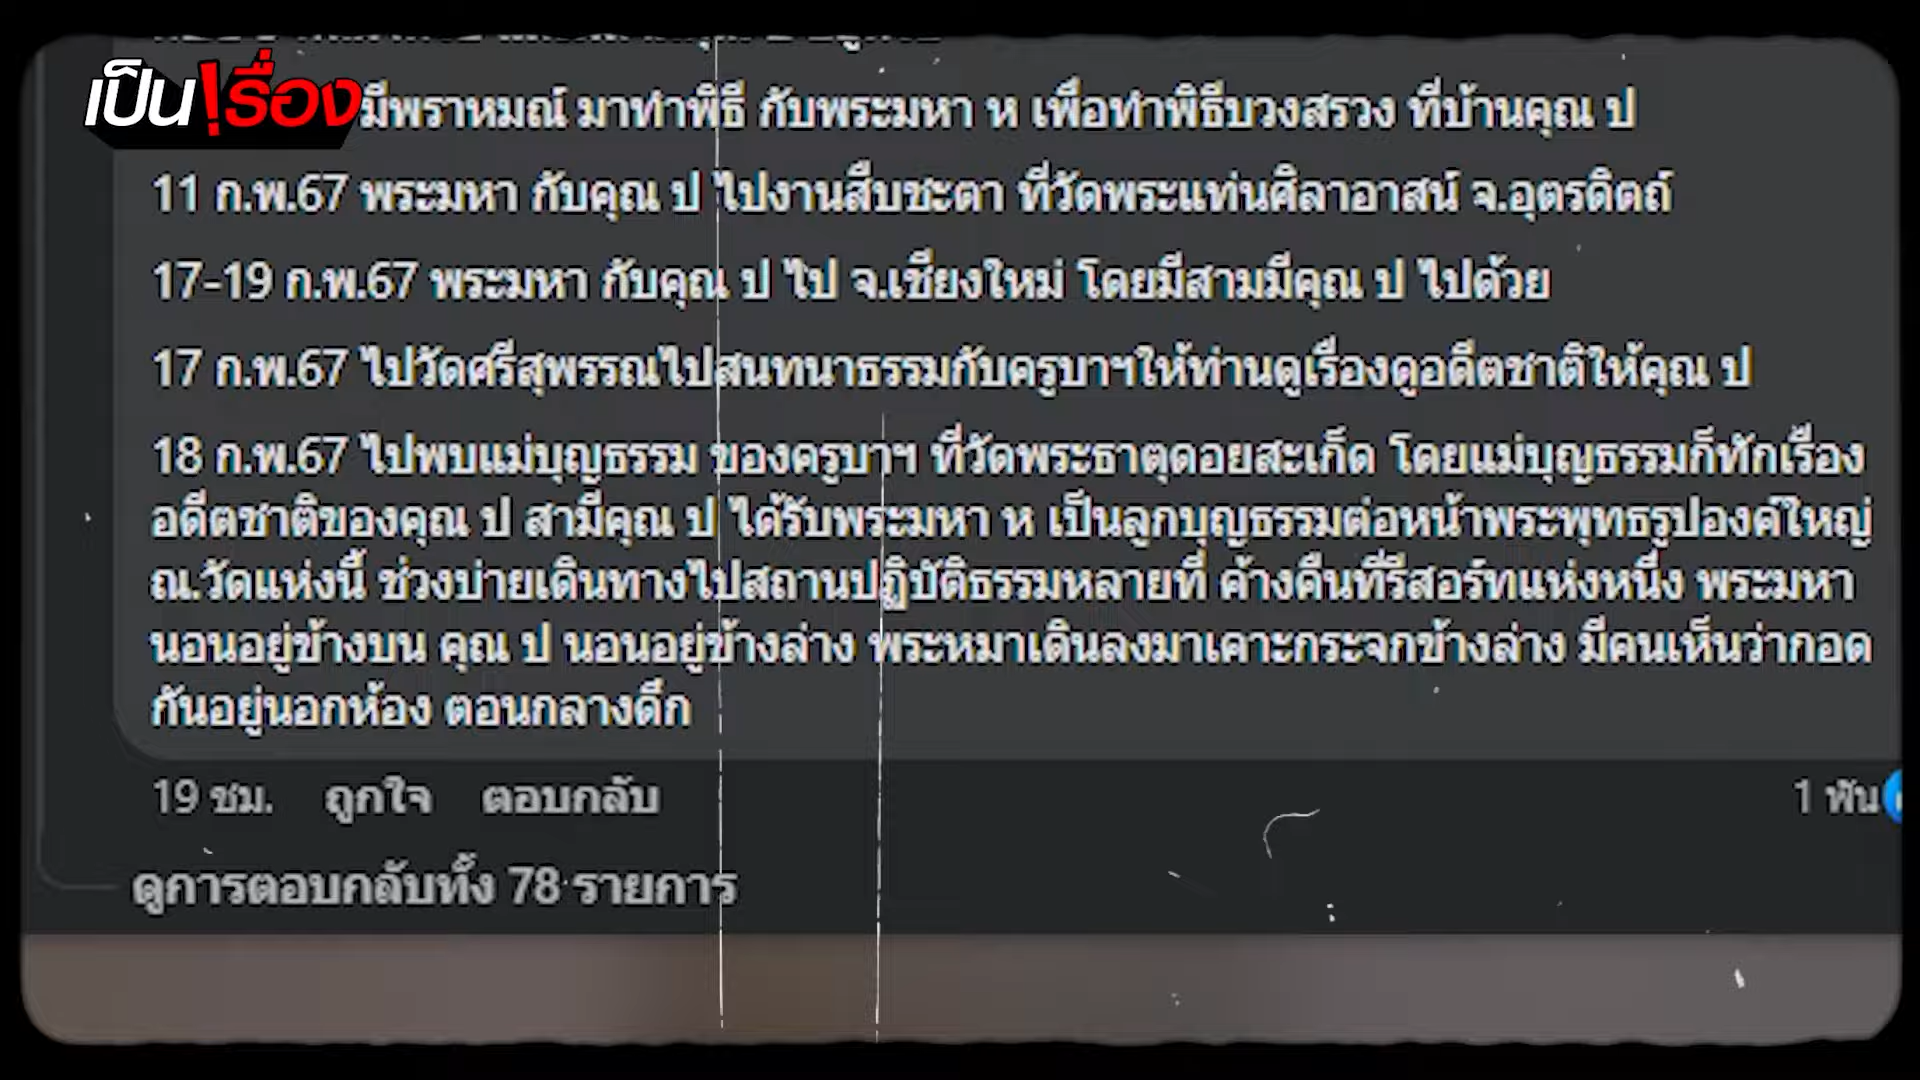 เป็น!เรื่อง
มีพราหมณ์ มาทำพิธี กับพระมหา ห เพื่อทำพิธีบวงสรวง ที่บ้านคุณ ป
11 ก.พ.67 พระมหา กับคุณ ป ไปงานสืบชะตา ที่วัดพระแท่นศิลาอาสน์ จ.อุตรดิตถ์
17-19 ก.พ.67 พระมหา กับคุณ ป ไป จ.เชียงใหม่ โดยมีสามมีคุณ ป ไปด้วย
17 ก.พ.67 ไปวัดศรีสุพรรณไปสนทนาธรรมกับครูบาฯให้ท่านดูเรื่องดูอดีตชาติให้คุณ ป
18 ก.พ.67 ไปพบแม่บุญธรรม ของครูบาฯ ที่วัดพระธาตุดอยสะเก็ด โดยแม่บุญธรรมก็ทักเรื่อง
อดีตชาติของคุณ ป สามีคุณ ป ได้รับพระมหา ห เป็นลูกบุญธรรมต่อหน้าพระพุทธรูปองค์ใหญ่
ณ.วัดแห่งนี้ ช่วงบ่ายเดินทางไปสถานปฏิบัติธรรมหลายที่ ค้างคืนที่รีสอร์ทแห่งหนึ่ง พระมหา
นอนอยู่ข้างบน คุณ ป นอนอยู่ข้างล่าง พระหมาเดินลงมาเคาะกระจกข้างล่าง มีคนเห็นว่ากอด
กันอยู่นอกห้อง ตอนกลางดึก
19 ชม. ถูกใจ ตอบกลับ 1 พัน
ดูการตอบกลับทั้ง 78 รายการ